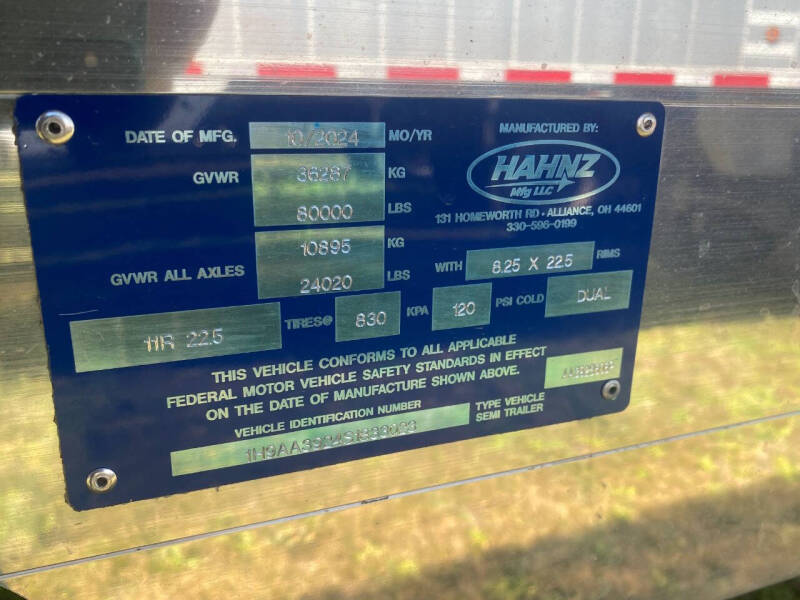 DATE OF MFG. 10/2024 MO/YR
GVWR 36287 KG
80000 LBS
GVWR ALL AXLES 10895 KG
24020 LBS
MANUFACTURED BY:
HAHNZ
Mfg LLC
131 HOMEWORTH RD • ALLIANCE, OH 44601
330-596-0199
WITH 8.25 X 22.5 RIMS
11R 22.5 TIRES@ 830 KPA 120 PSI COLD DUAL
THIS VEHICLE CONFORMS TO ALL APPLICABLE
FEDERAL MOTOR VEHICLE SAFETY STANDARDS IN EFFECT
ON THE DATE OF MANUFACTURE SHOWN ABOVE.
VEHICLE IDENTIFICATION NUMBER
TYPE VEHICLE
SEMI TRAILER